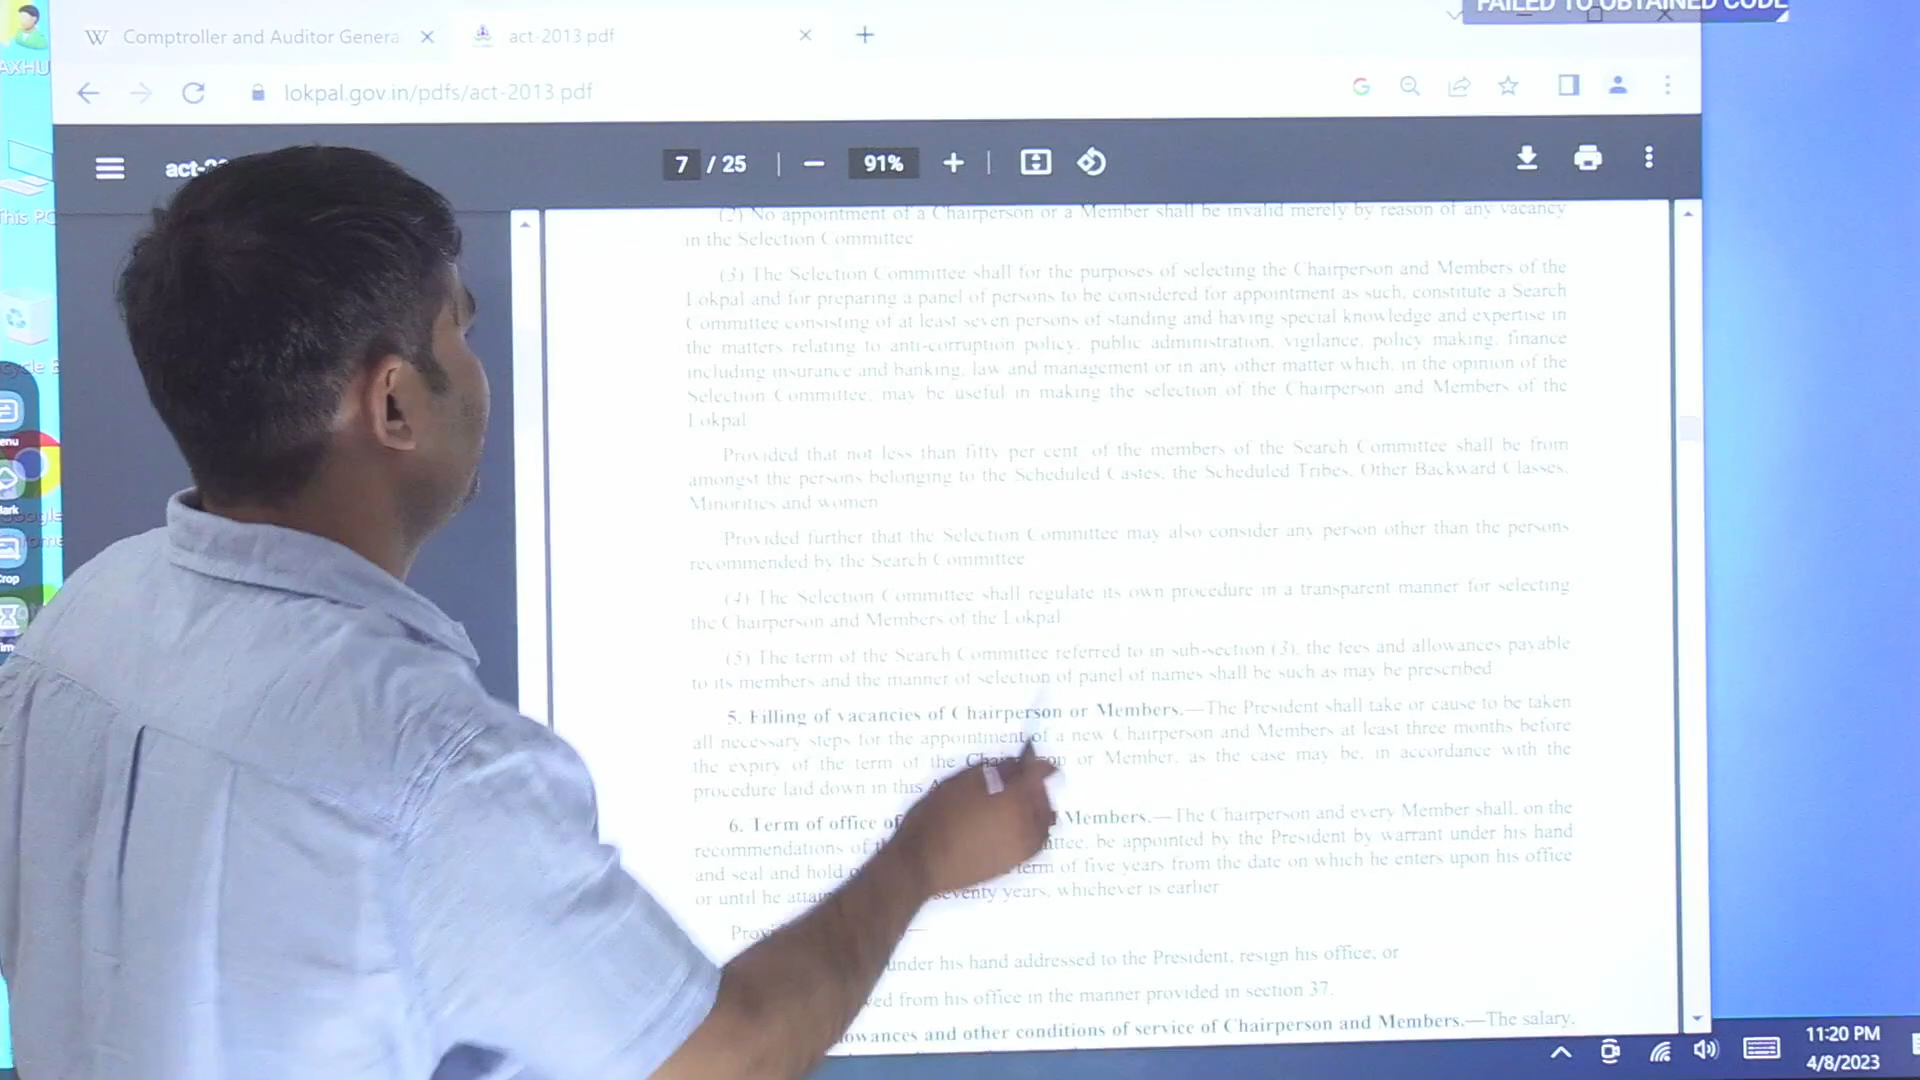 FAILED TO OBTAINED CODE
Comptroller and Auditor Genera
act-2013.pdf
lokpal.gov.in/pdfs/act-2013.pdf
AXHU
act-
7 / 25
91%
This PC
(2) No appointment of a Chairperson or a Member shall be invalid merely by reason of any vacancy
in the Selection Committee
(3) The Selection Committee shall for the purposes of selecting the Chairperson and Members of the
Lokpal and for preparing a panel of persons to be considered for appointment as such, constitute a Search
Committee consisting of at least seven persons of standing and having special knowledge and expertise in
the matters relating to anti-corruption policy, public administration, vigilance, policy making, finance
including insurance and banking, law and management or in any other matter which, in the opinion of the
Selection Committee, may be useful in making the selection of the Chairperson and Members of the
Lokpal
Provided that not less than fifty per cent. of the members of the Search Committee shall be from
amongst the persons belonging to the Scheduled Castes, the Scheduled Tribes, Other Backward Classes,
Minorities and women
Provided further that the Selection Committee may also consider any person other than the persons
recommended by the Search Committee
(4) The Selection Committee shall regulate its own procedure in a transparent manner for selecting
the Chairperson and Members of the Lokpal
(5) The term of the Search Committee referred to in sub-section (3), the fees and allowances payable
to its members and the manner of selection of panel of names shall be such as may be prescribed
5. Filling of vacancies of Chairperson or Members.—The President shall take or cause to be taken
all necessary steps for the appointment of a new Chairperson and Members at least three months before
the expiry of the term of the Chairperson or Member, as the case may be, in accordance with the
procedure laid down in this
6. Term of office of Members.—The Chairperson and every Member shall, on the
recommendations of be appointed by the President by warrant under his hand
and seal and hold term of five years from the date on which he enters upon his office
or until he seventy years, whichever is earlier
under his hand addressed to the President, resign his office, or
from his office in the manner provided in section 37.
owances and other conditions of service of Chairperson and Members.—The salary,
11:20 PM
4/8/2023